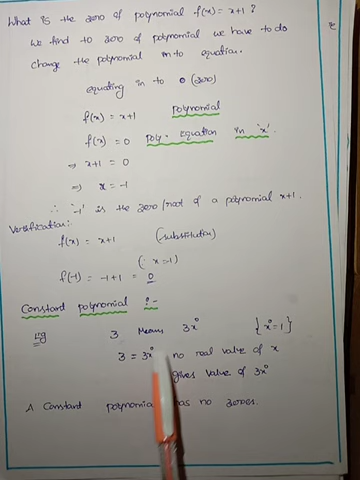 What is the zero of polynomial f(x) = x+1 ?
We find to zero of polynomial we have to do
change the polynomial into equation.
equating in to 0 (zero)
f(x) = x+1 polynomial
f(x) = 0 poly - Equation in 'x'
⇒ x+1 = 0
⇒ x = -1
∴ '-1' is the zero/root of a polynomial x+1.
Verification:
f(x) = x+1 (substitution)
(∵ x=-1)
f(-1) = -1+1 = 0
Constant polynomial :-
Eg 3 means 3x⁰ {x⁰=1}
3 = 3x⁰ no real value of x
gives value of 3x⁰
A Constant has no zeroes.